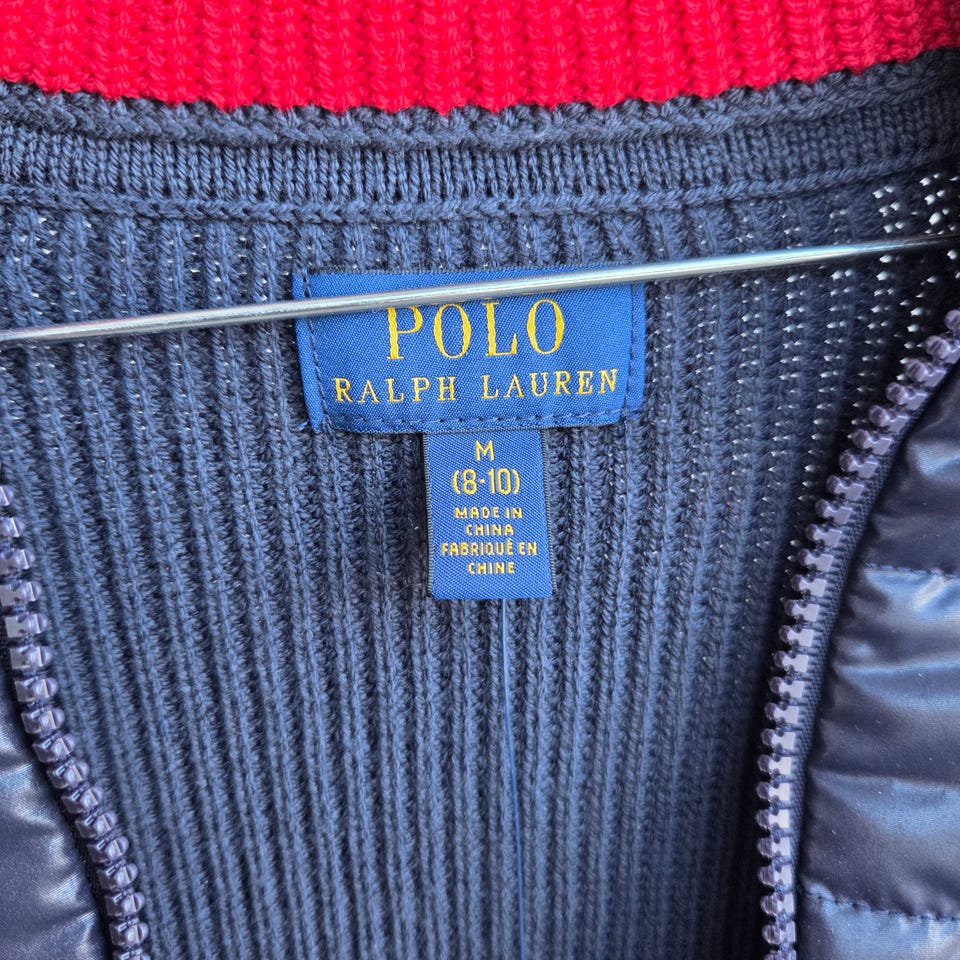 POLO
RALPH LAUREN
M
(8-10)
MADE IN
CHINA
FABRIQUÉ EN
CHINE